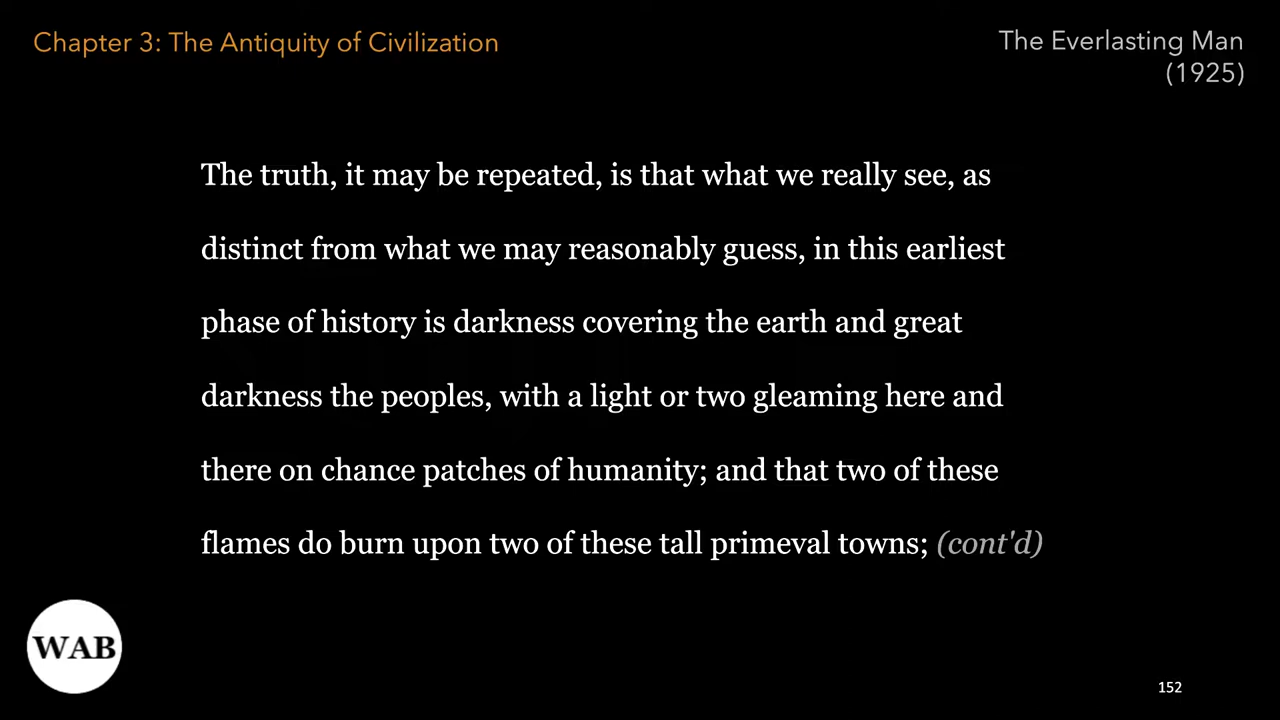 Chapter 3: The Antiquity of Civilization
The Everlasting Man
(1925)
The truth, it may be repeated, is that what we really see, as
distinct from what we may reasonably guess, in this earliest
phase of history is darkness covering the earth and great
darkness the peoples, with a light or two gleaming here and
there on chance patches of humanity; and that two of these
flames do burn upon two of these tall primeval towns; (cont'd)
WAB
152